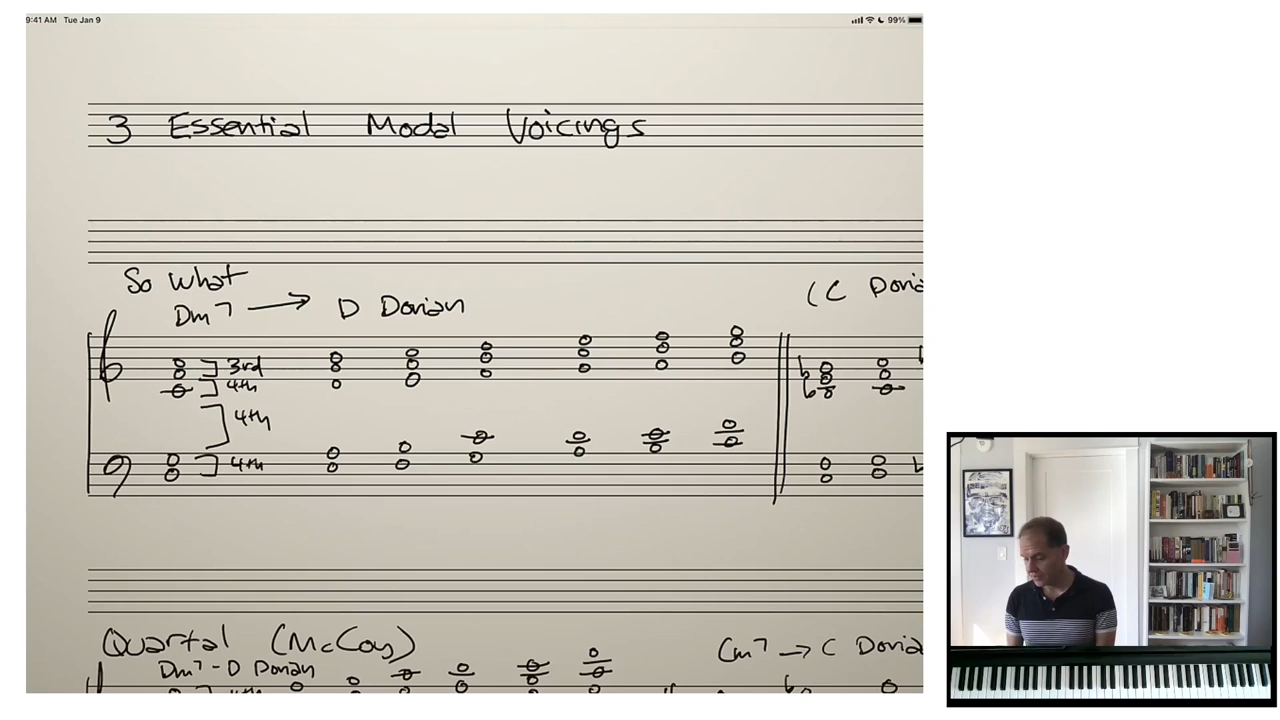 9:41 AM Tue Jan 9 99%
3 Essential Modal Voicings
So What
Dm7 → D Dorian
(C Doria
3rd
4th
4th
4th
Quartal (McCoy)
Dm7 - D Dorian
Cm7 → C Doria
4th